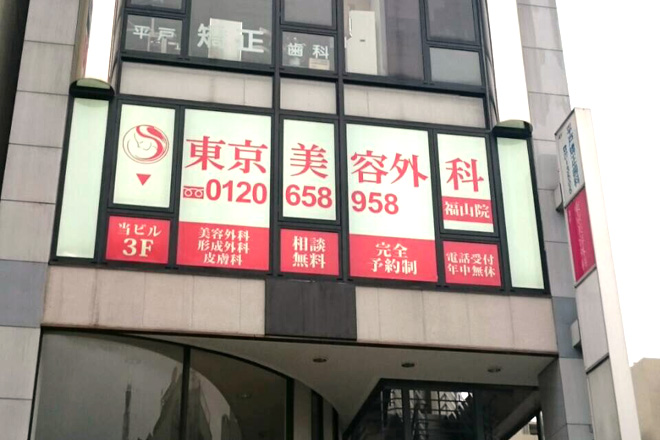 平戸 矯正 歯科
東京美容外科
0120 658 958
福山院
当ビル
3F
美容外科
形成外科
皮膚科
相談
無料
完全
予約制
電話受付
年中無休